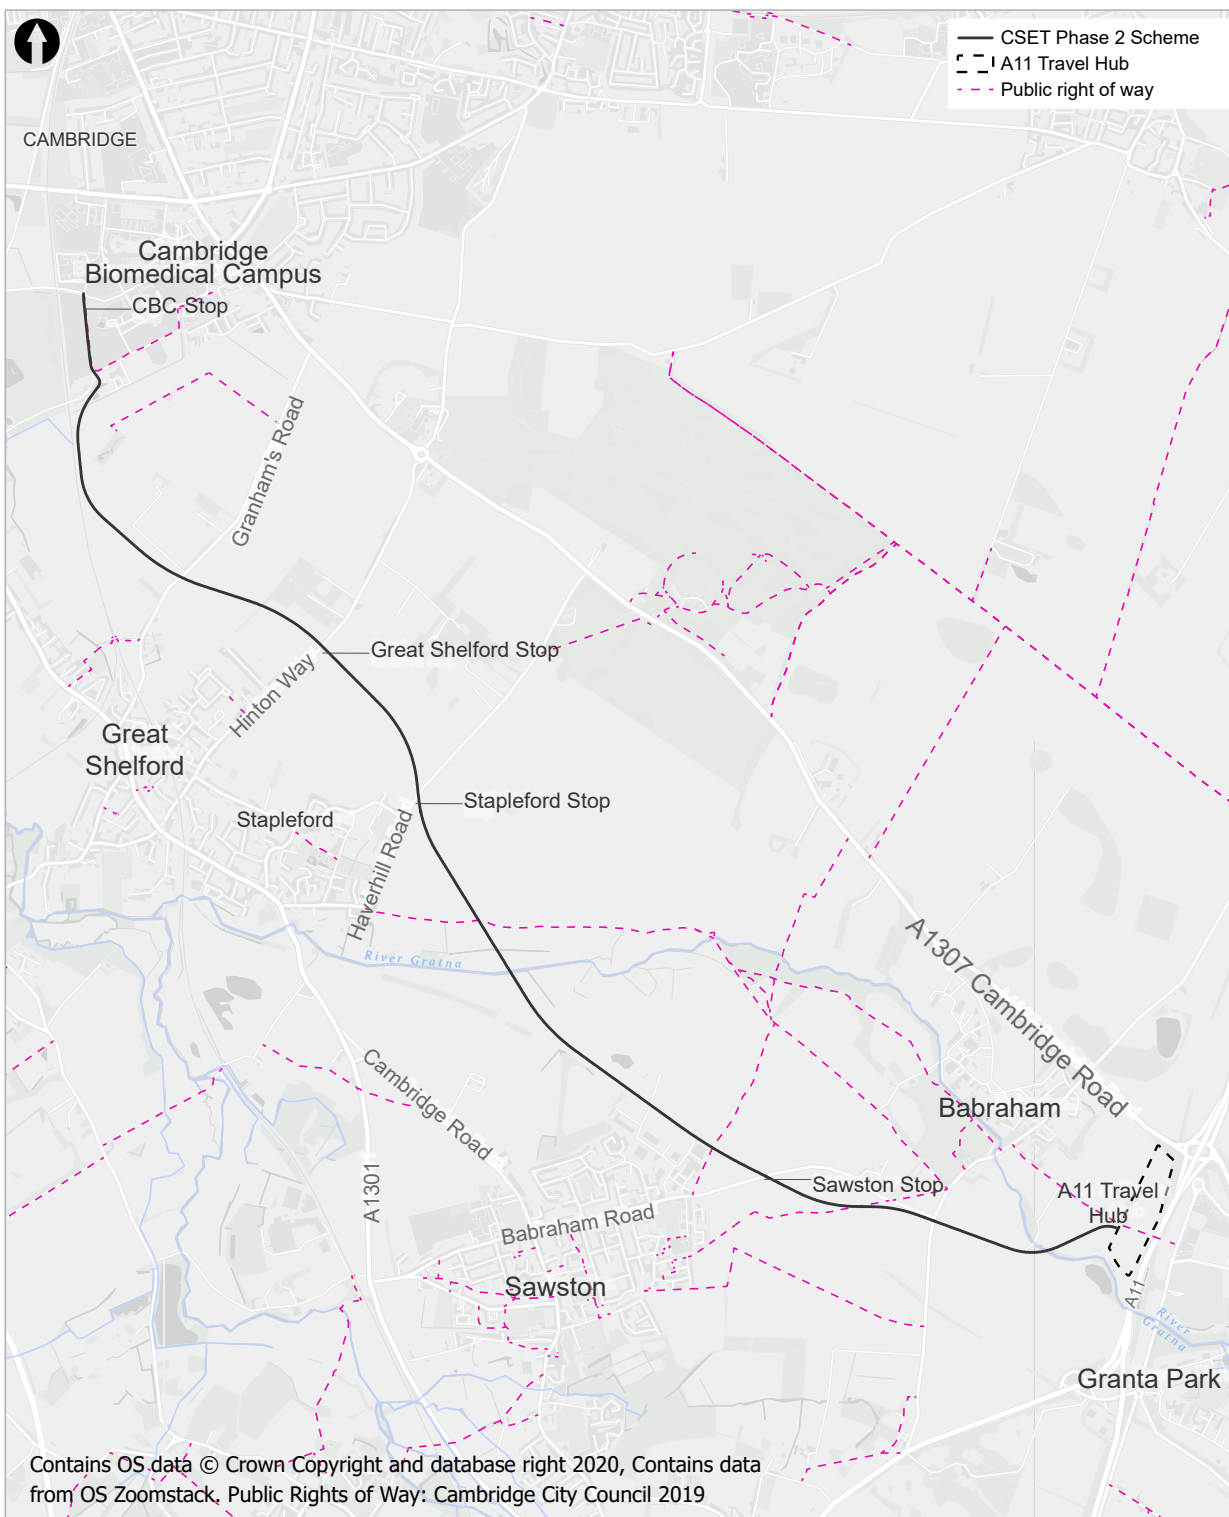 CSET Phase 2 Scheme
A11 Travel Hub
Public right of way
CAMBRIDGE
Cambridge
Biomedical Campus
CBC Stop
Granham's Road
Great Shelford Stop
Hinton Way
Great
Shelford
Stapleford Stop
Stapleford
Haverhill Road
River Gratna
A1307 Cambridge Road
Cambridge Road
Babraham
A1301
Sawston Stop
A11 Travel
Hub
Babraham Road
Sawston
A11
River
Gratna
Granta Park
Contains OS data © Crown Copyright and database right 2020, Contains data
from OS Zoomstack. Public Rights of Way: Cambridge City Council 2019